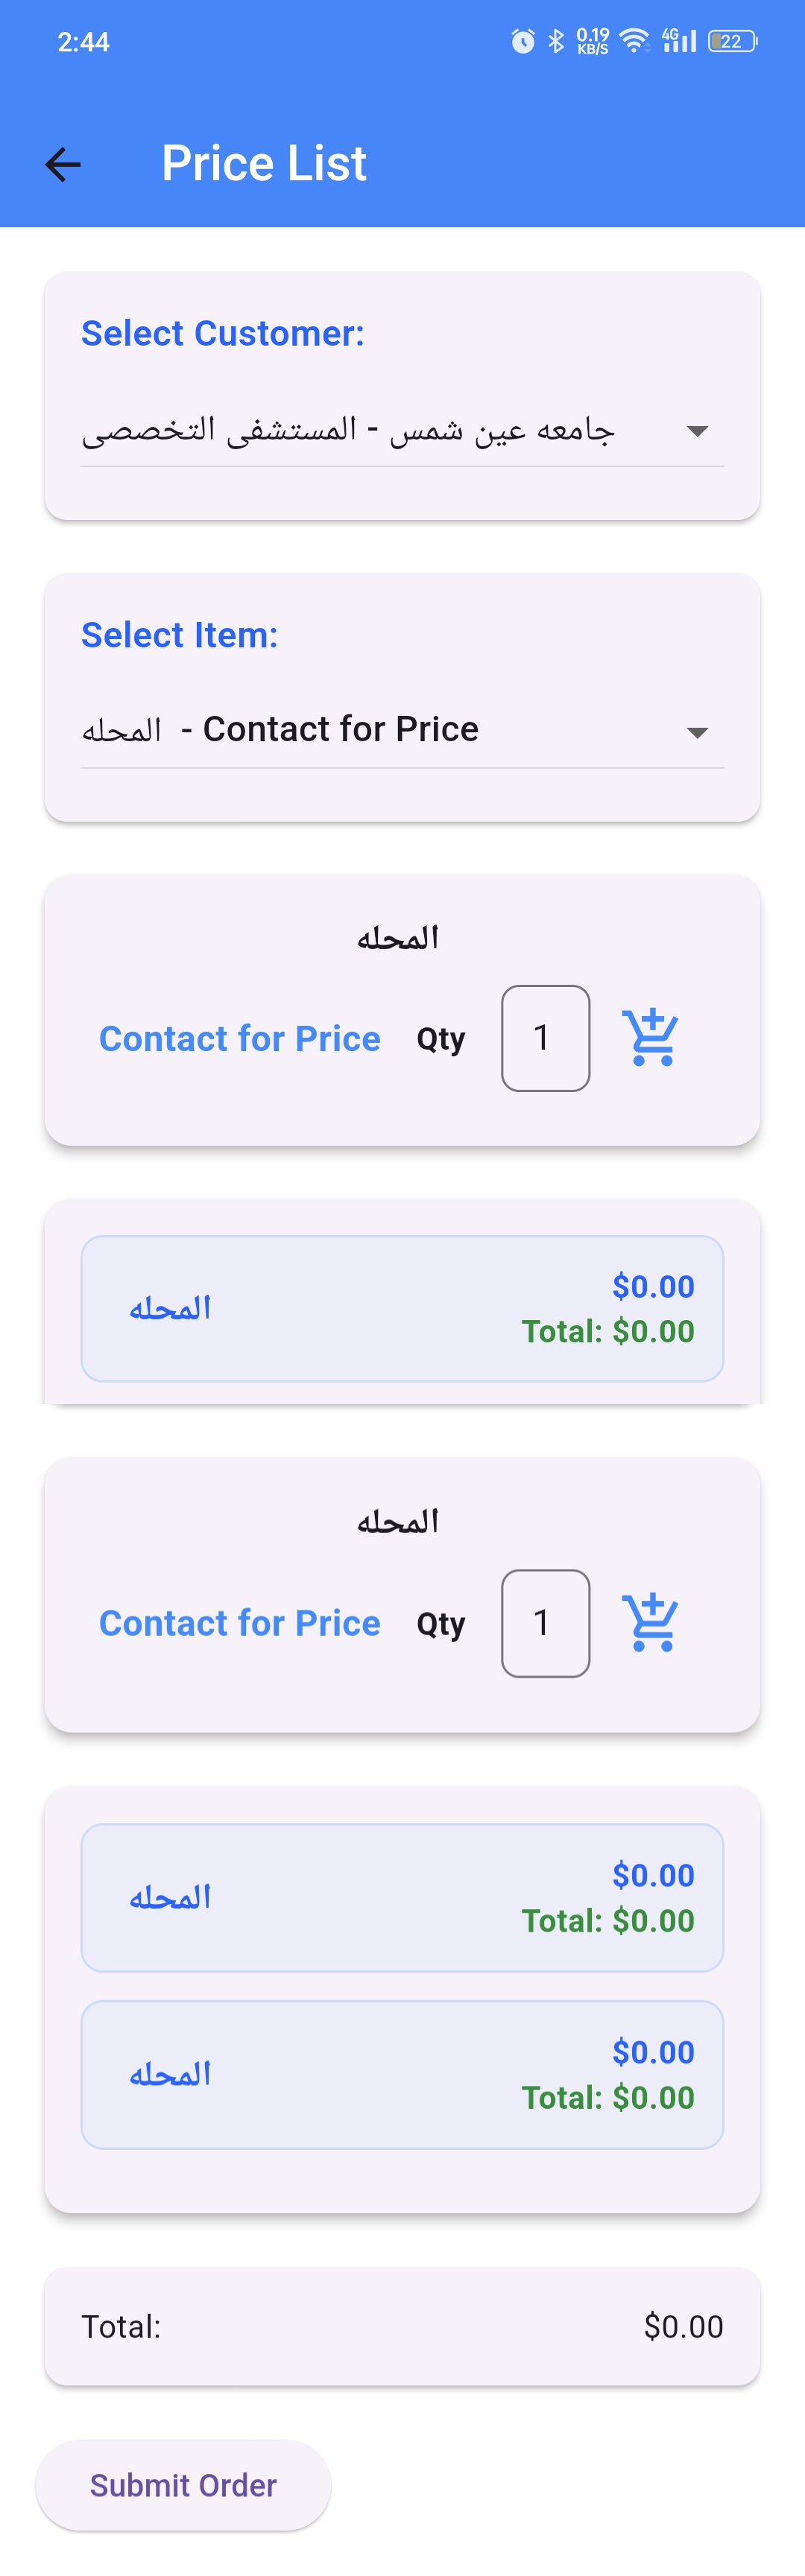 2:44
0.19 KB/S
4G
22
Price List
Select Customer:
جامعه عين شمس - المستشفى التخصصى
Select Item:
المحله - Contact for Price
المحله
Contact for Price Qty 1
المحله
$0.00
Total: $0.00
المحله
Contact for Price Qty 1
المحله
$0.00
Total: $0.00
المحله
$0.00
Total: $0.00
Total: $0.00
Submit Order